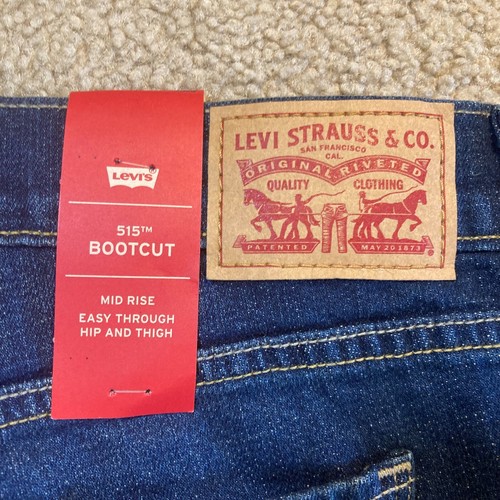 LEVI'S
515™
BOOTCUT
MID RISE
EASY THROUGH
HIP AND THIGH
LEVI STRAUSS & CO.
SAN FRANCISCO
CAL.
ORIGINAL RIVETED
QUALITY CLOTHING
PATENTED MAY 20 1873